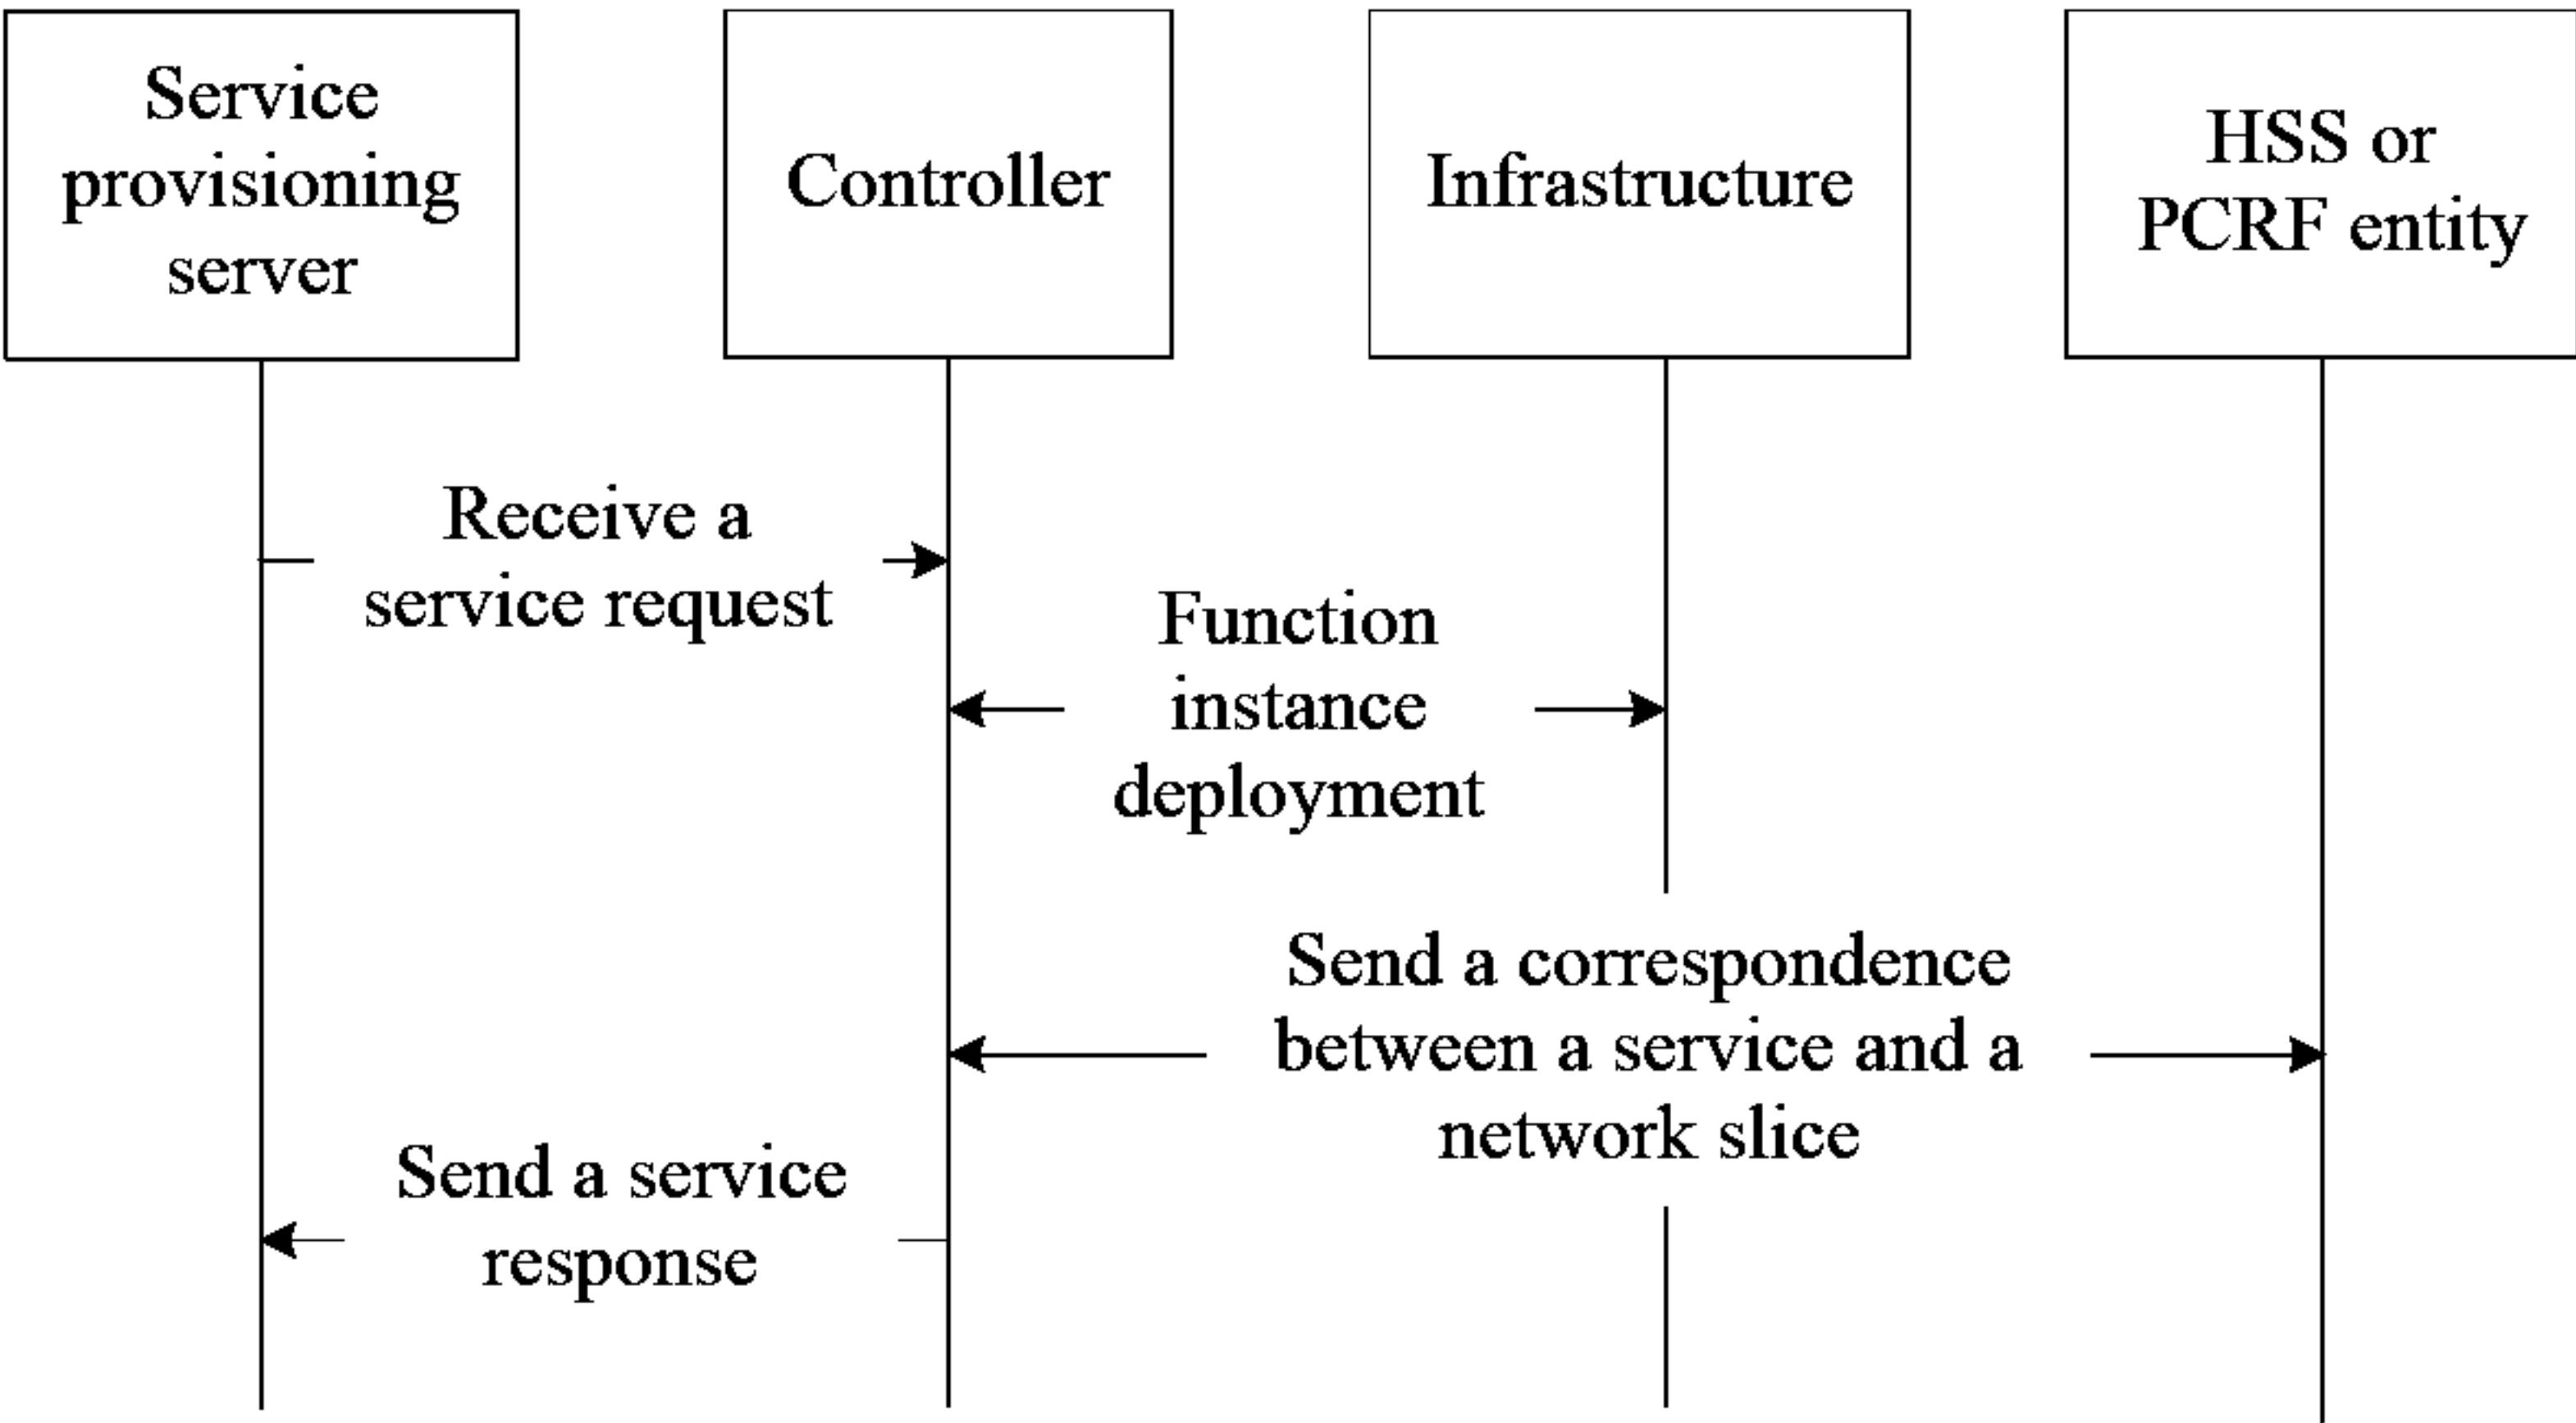 Service
provisioning
server
Controller
Infrastructure
HSS or
PCRF entity
Receive a
service request
Function
instance
deployment
Send a correspondence
between a service and a
network slice
Send a service
response